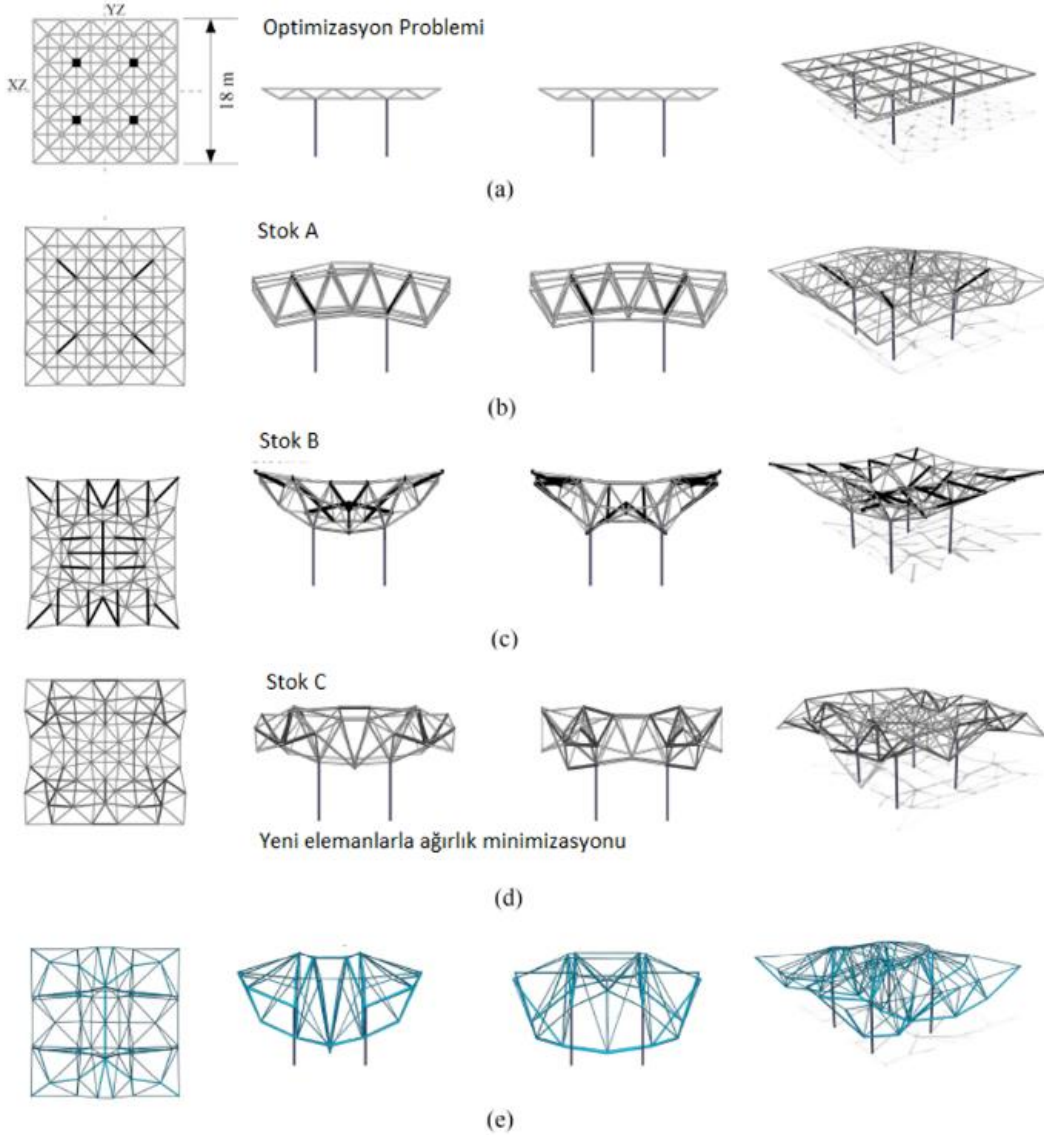 YZ
Optimizasyon Problemi
XZ
18 m
(a)
Stok A
(b)
Stok B
(c)
Stok C
Yeni elemanlarla ağırlık minimizasyonu
(d)
(e)